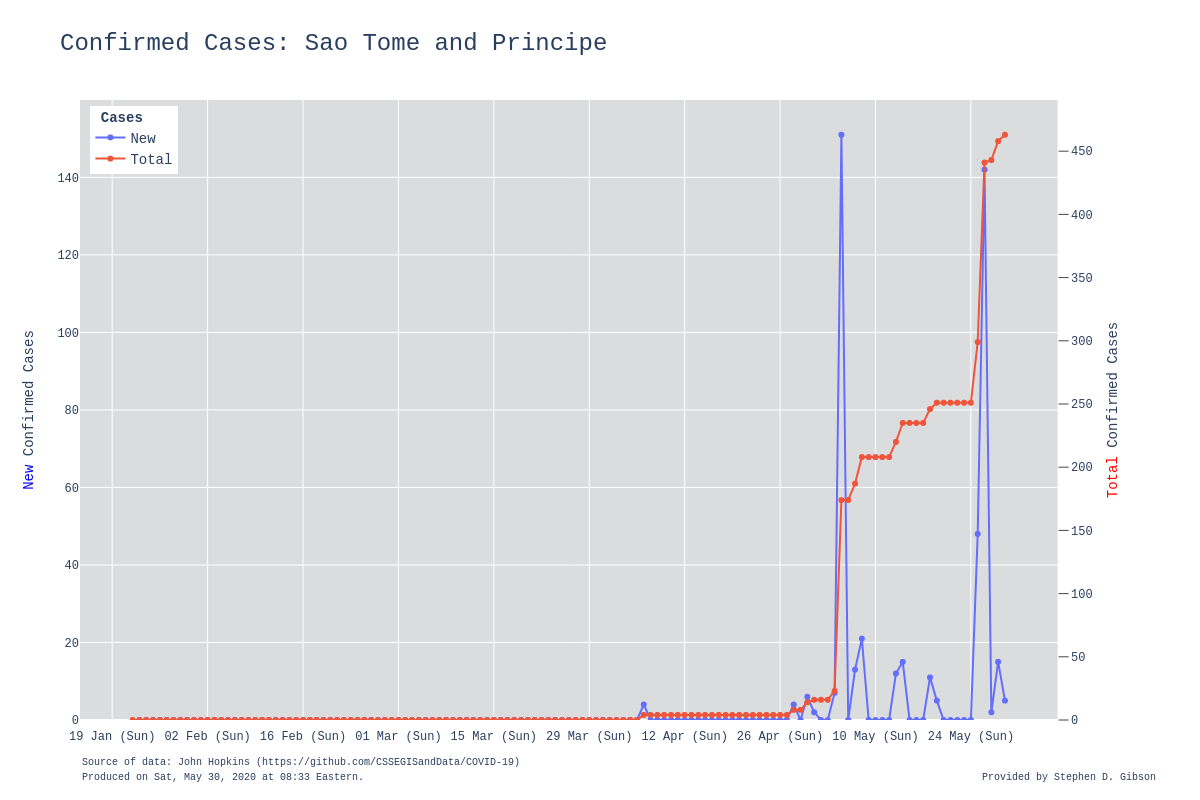 Confirmed Cases: Sao Tome and Principe
Cases
New
Total
140
120
100
80
60
40
20
0
New Confirmed Cases
450
400
350
300
250
200
150
100
50
0
Total Confirmed Cases
19 Jan (Sun) 02 Feb (Sun) 16 Feb (Sun) 01 Mar (Sun) 15 Mar (Sun) 29 Mar (Sun) 12 Apr (Sun) 26 Apr (Sun) 10 May (Sun) 24 May (Sun)
Source of data: John Hopkins (https://github.com/CSSEGISandData/COVID-19)
Produced on Sat, May 30, 2020 at 08:33 Eastern.
Provided by Stephen D. Gibson